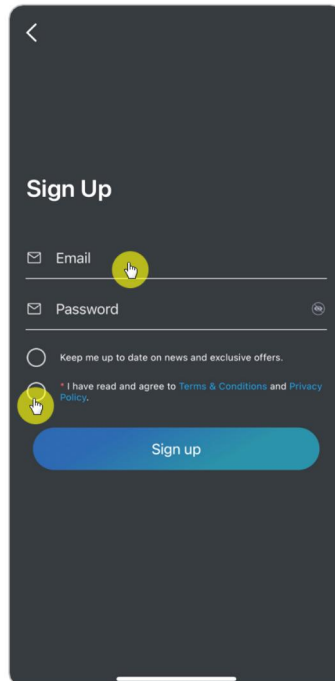 Sign Up
Email
Password
Keep me up to date on news and exclusive offers.
* I have read and agree to Terms & Conditions and Privacy
Policy.
Sign up